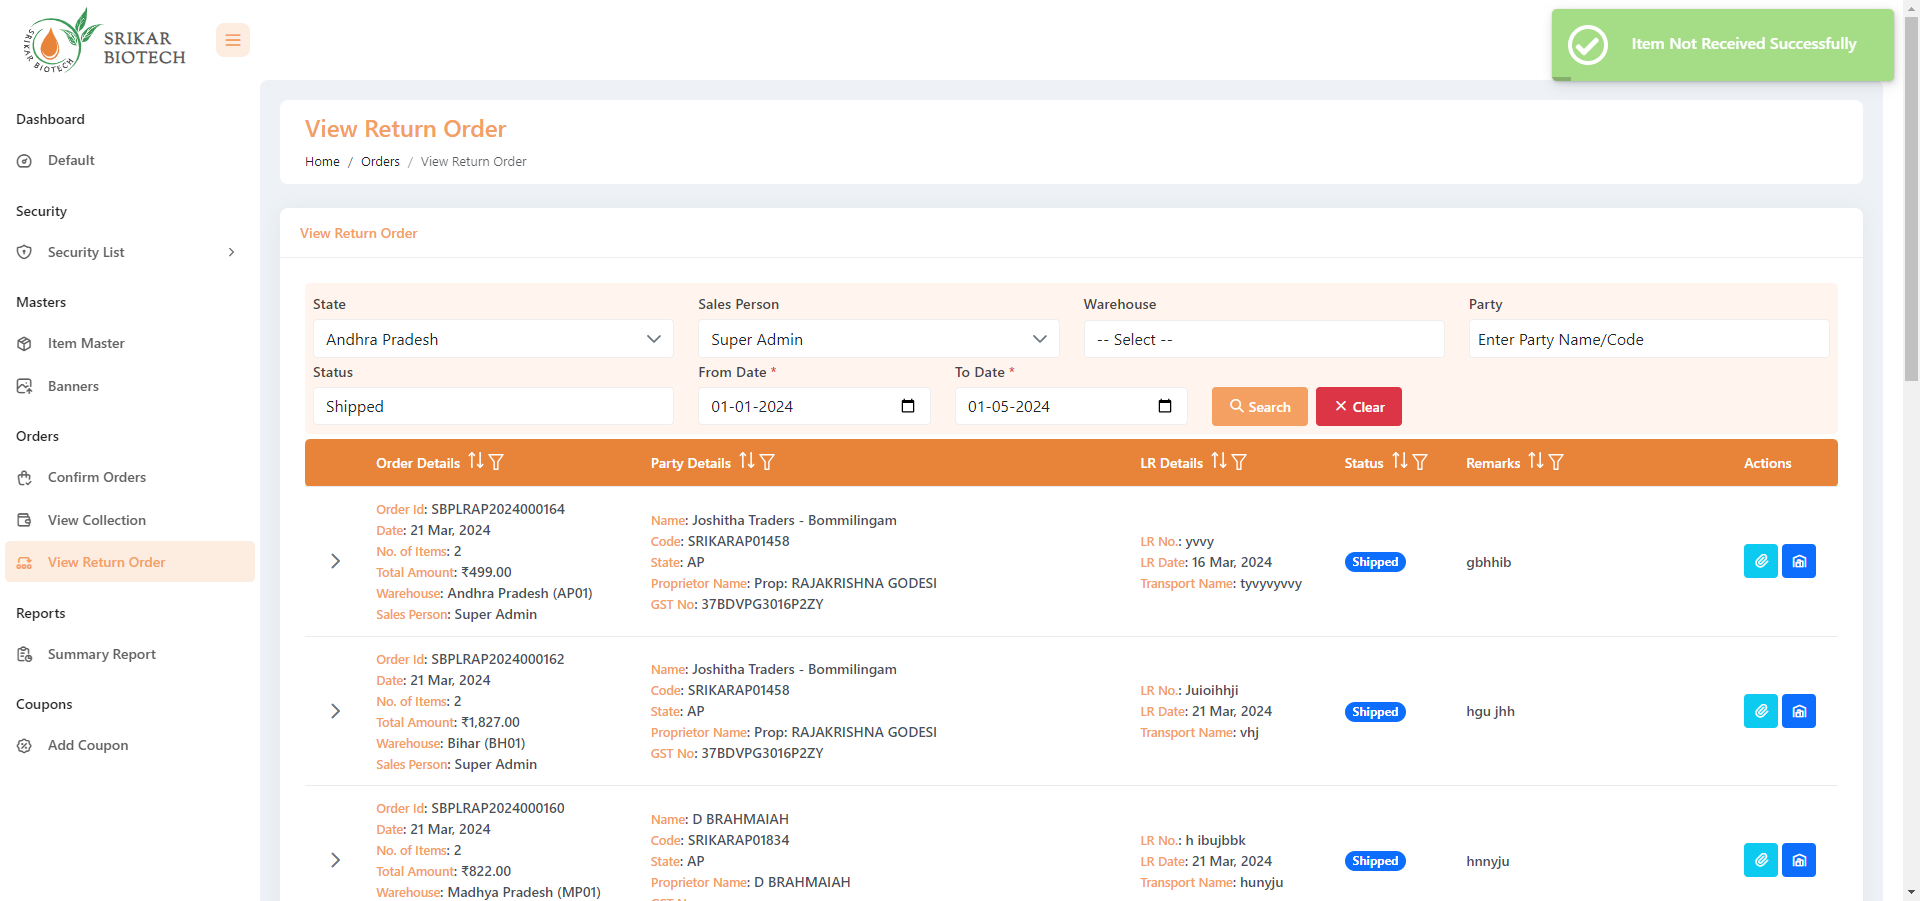 SRIKAR BIOTECH
SRIKAR
BIOTECH
Item Not Received Successfully
Dashboard
Default
Security
Security List
Masters
Item Master
Banners
Orders
Confirm Orders
View Collection
View Return Order
Reports
Summary Report
Coupons
Add Coupon
View Return Order
Home / Orders / View Return Order
View Return Order
State Sales Person Warehouse Party
Andhra Pradesh Super Admin -- Select -- Enter Party Name/Code
Status From Date * To Date *
Shipped 01-01-2024 01-05-2024 Search Clear
Order Details Party Details LR Details Status Remarks Actions
Order Id: SBPLRAP2024000164
Date: 21 Mar, 2024
No. of Items: 2
Total Amount: ₹499.00
Warehouse: Andhra Pradesh (AP01)
Sales Person: Super Admin
Name: Joshitha Traders - Bommilingam
Code: SRIKARAP01458
State: AP
Proprietor Name: Prop: RAJAKRISHNA GODESI
GST No: 37BDVPG3016P2ZY
LR No.: yvvy
LR Date: 16 Mar, 2024
Transport Name: tyvyvyvvy
Shipped
gbhhib
Order Id: SBPLRAP2024000162
Date: 21 Mar, 2024
No. of Items: 2
Total Amount: ₹1,827.00
Warehouse: Bihar (BH01)
Sales Person: Super Admin
Name: Joshitha Traders - Bommilingam
Code: SRIKARAP01458
State: AP
Proprietor Name: Prop: RAJAKRISHNA GODESI
GST No: 37BDVPG3016P2ZY
LR No.: Juioihhji
LR Date: 21 Mar, 2024
Transport Name: vhj
Shipped
hgu jhh
Order Id: SBPLRAP2024000160
Date: 21 Mar, 2024
No. of Items: 2
Total Amount: ₹822.00
Warehouse: Madhya Pradesh (MP01)
Name: D BRAHMAIAH
Code: SRIKARAP01834
State: AP
Proprietor Name: D BRAHMAIAH
LR No.: h ibujbbk
LR Date: 21 Mar, 2024
Transport Name: hunyju
Shipped
hnnyju